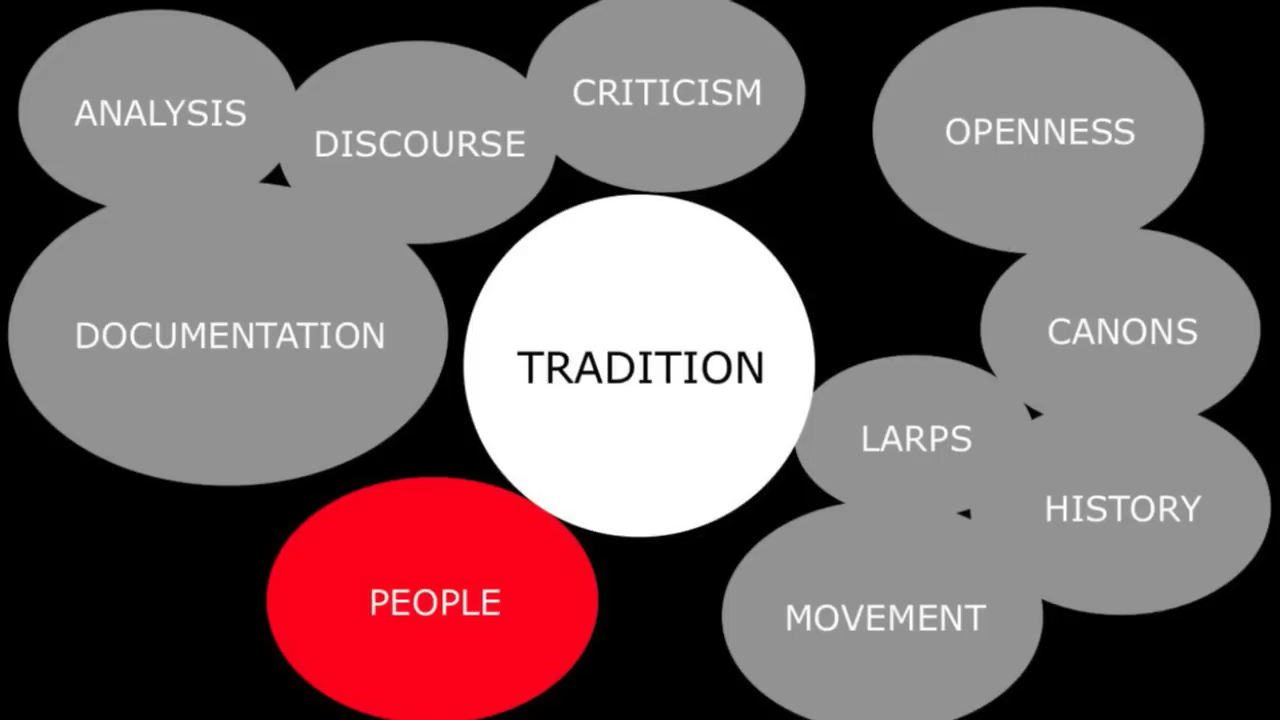 CRITICISM
ANALYSIS
OPENNESS
DISCOURSE
CANONS
DOCUMENTATION
TRADITION
LARPS
HISTORY
PEOPLE
MOVEMENT